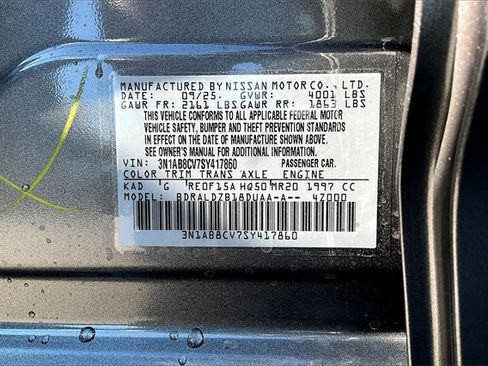 MANUFACTURED BY NISSAN MOTOR CO., LTD.
DATE: 09/25. GVWR: 4001 LBS
GAWR FR: 2161 LBS GAWR RR: 1863 LBS
THIS VEHICLE CONFORMS TO ALL APPLICABLE FEDERAL MOTOR
VEHICLE SAFETY, BUMPER AND THEFT PREVENTION STANDARDS
IN EFFECT ON THE DATE OF MANUFACTURE SHOWN ABOVE.
SEE OWNER'S MANUAL AND OWNER INFORMATION
VIN: 3N1AB8CV7SY417860 PASSENGER CAR.
COLOR TRIM TRANS AXLE ENGINE
KAD G RE0F15A HQ50 MR20 1997 CC
MODEL: BDRALDZB18DUAA-A-- 4Z000
3N1AB8CV7SY417860